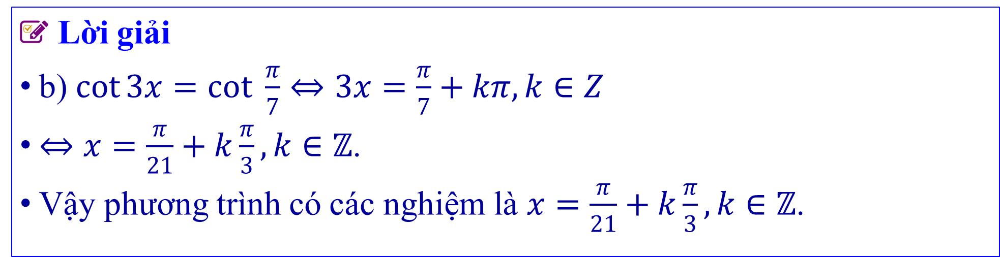 Lời giải
• b) cot 3x = cot π/7 ⇔ 3x = π/7 + kπ, k ∈ Z
• ⇔ x = π/21 + k π/3, k ∈ ℤ.
• Vậy phương trình có các nghiệm là x = π/21 + k π/3, k ∈ ℤ.